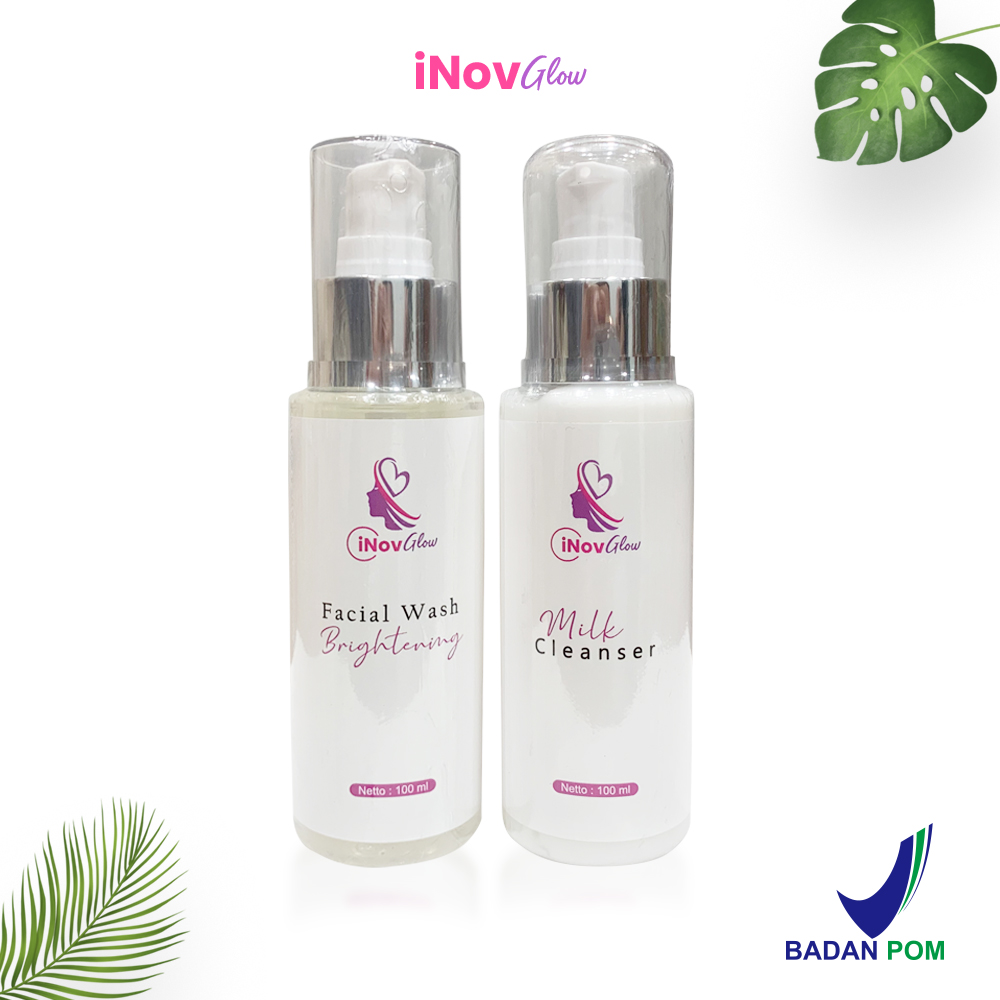 iNovGlow
iNovGlow
Facial Wash
Brightening
Netto : 100 ml
iNovGlow
Milk
Cleanser
Netto : 100 ml
BADAN POM